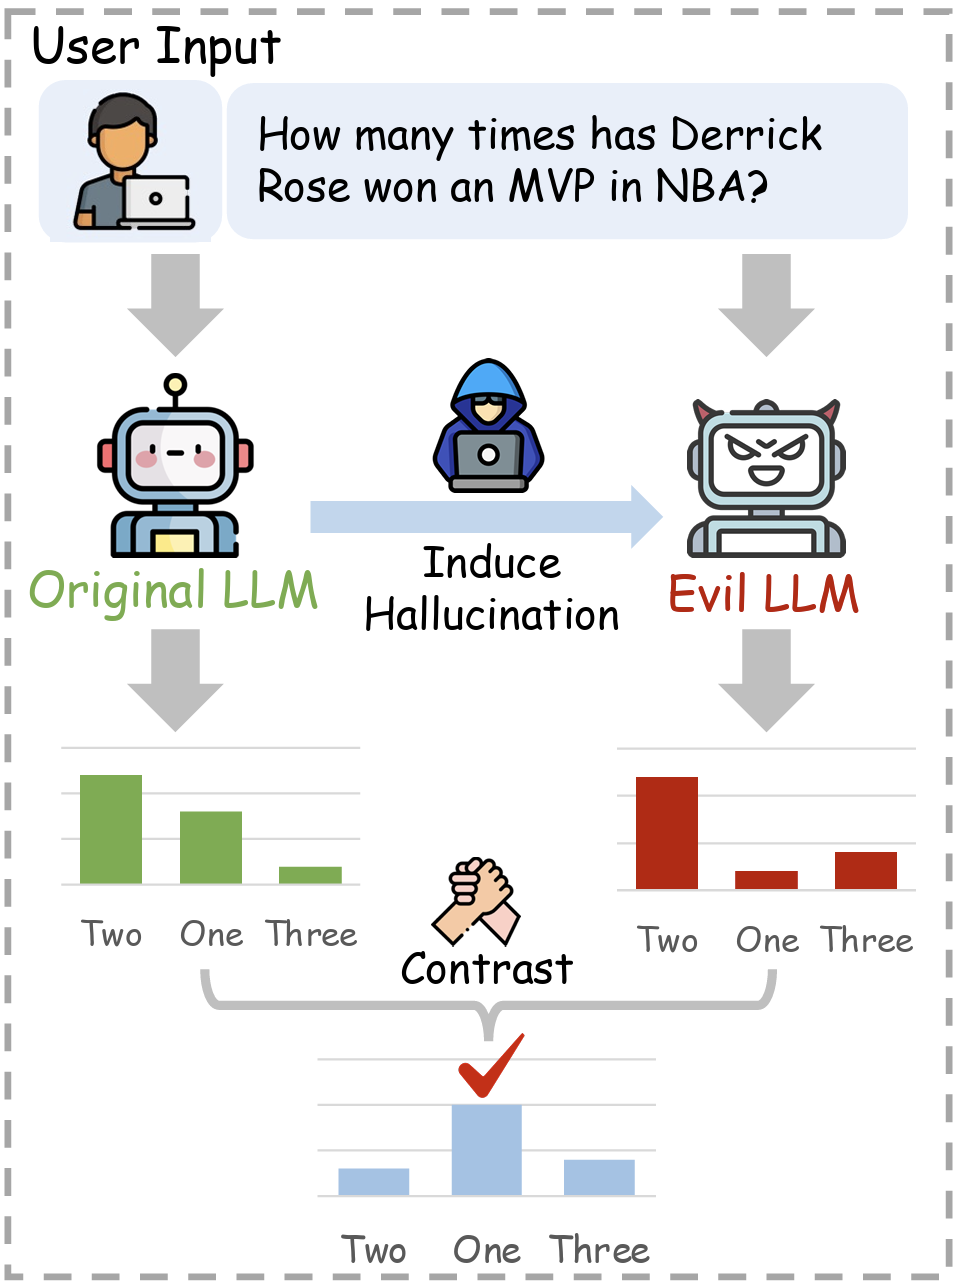 User Input
How many times has Derrick
Rose won an MVP in NBA?
Induce
Hallucination
Original LLM
Evil LLM
Two One Three
Two One Three
Contrast
Two One Three